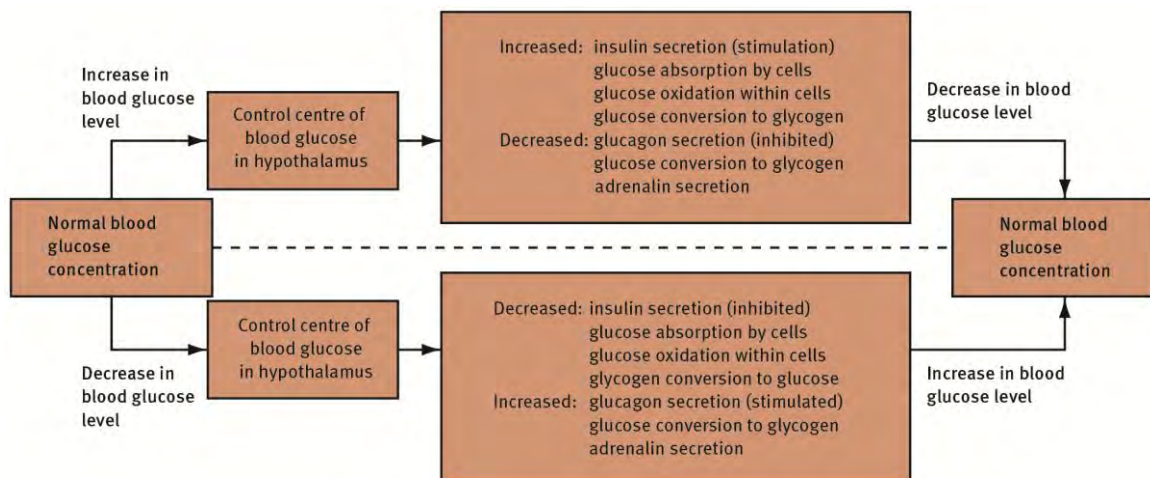 Increase in
blood glucose
level
Control centre of
blood glucose
in hypothalamus
Increased: insulin secretion (stimulation)
glucose absorption by cells
glucose oxidation within cells
glucose conversion to glycogen
Decreased: glucagon secretion (inhibited)
glucose conversion to glycogen
adrenalin secretion
Decrease in blood
glucose level
Normal blood
glucose
concentration
Normal blood
glucose
concentration
Decrease in
blood glucose
level
Control centre of
blood glucose
in hypothalamus
Decreased: insulin secretion (inhibited)
glucose absorption by cells
glucose oxidation within cells
glycogen conversion to glucose
Increased: glucagon secretion (stimulated)
glucose conversion to glycogen
adrenalin secretion
Increase in blood
glucose level